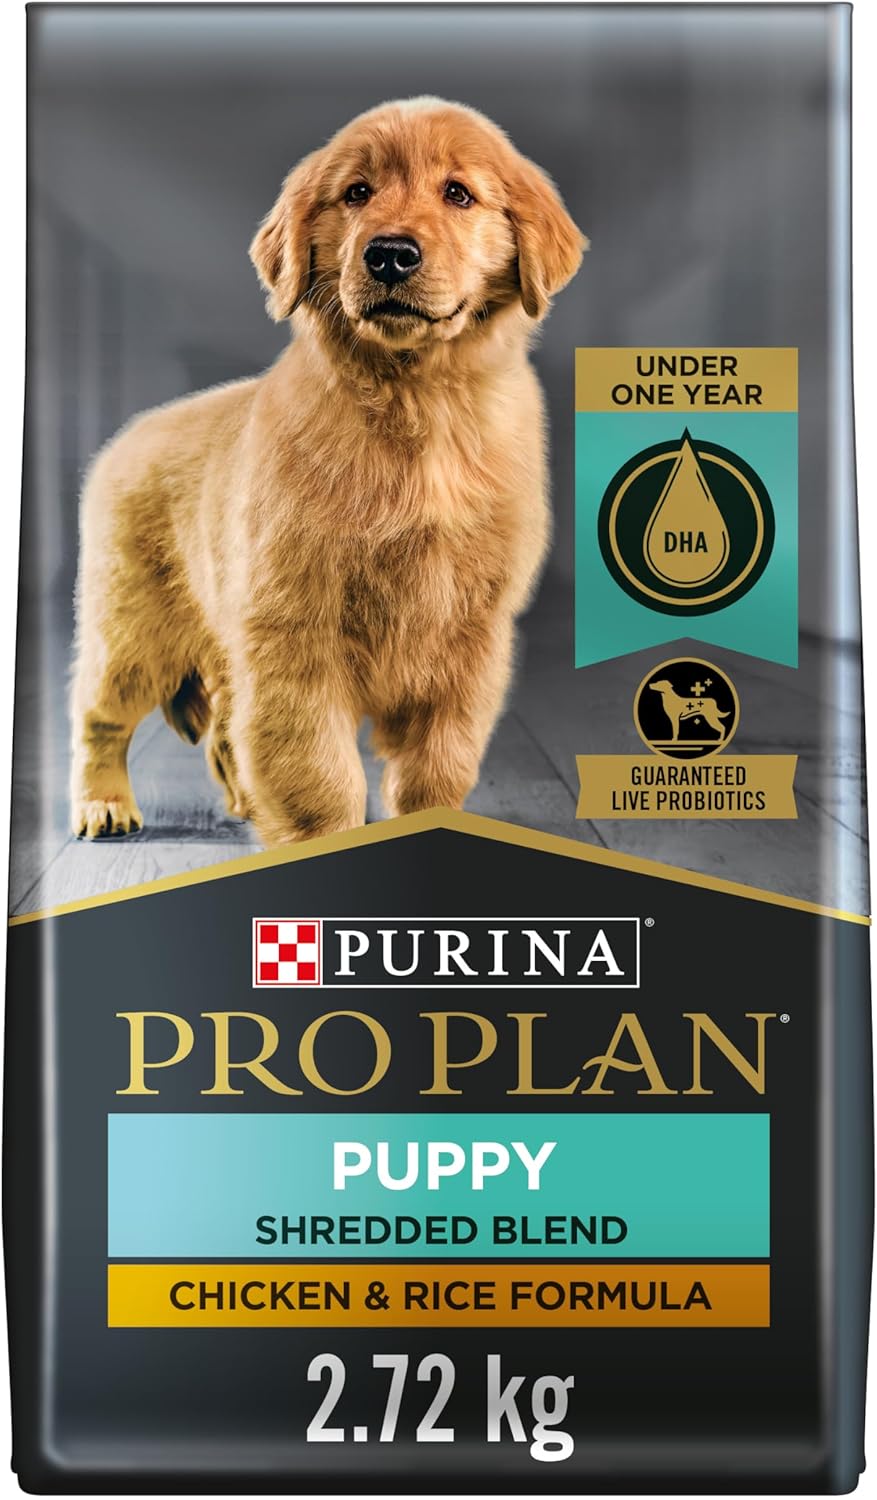 UNDER
ONE YEAR
DHA
GUARANTEED
LIVE PROBIOTICS
PURINA®
PRO PLAN®
PUPPY
SHREDDED BLEND
CHICKEN & RICE FORMULA
2.72 kg